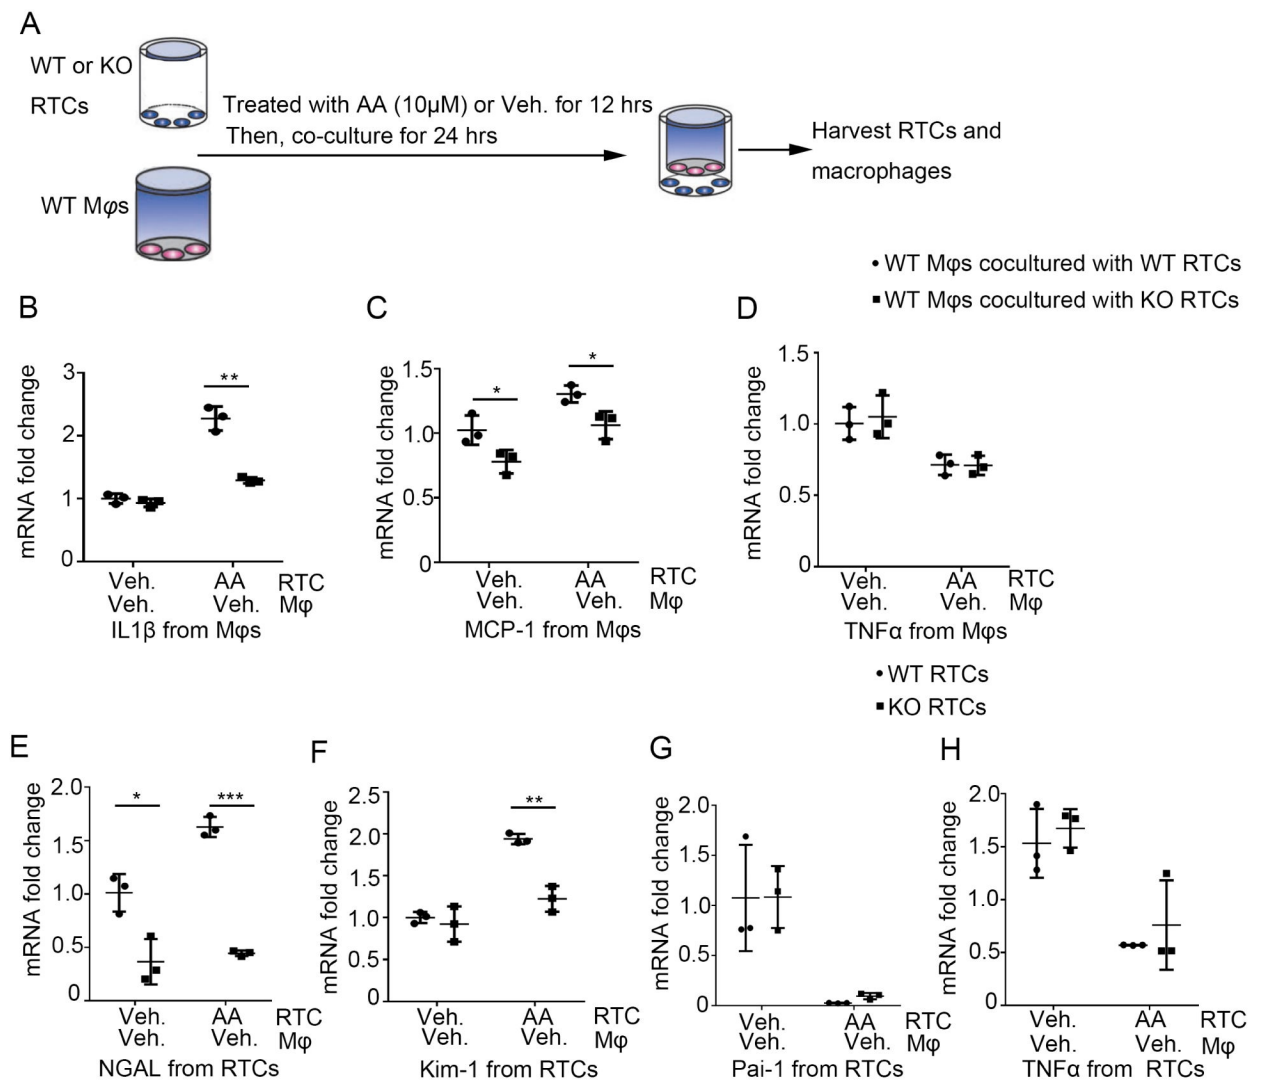 A
WT or KO
RTCs
Treated with AA (10μM) or Veh. for 12 hrs
Then, co-culture for 24 hrs
WT Mφs
Harvest RTCs and
macrophages
WT Mφs cocultured with WT RTCs
WT Mφs cocultured with KO RTCs
B
mRNA fold change
3
2
1
0
**
Veh. AA RTC
Veh. Veh. Mφ
IL1β from Mφs
C
mRNA fold change
1.5
1.0
0.5
0
*
*
Veh. AA RTC
Veh. Veh. Mφ
MCP-1 from Mφs
D
mRNA fold change
1.5
1.0
0.5
0
Veh. AA RTC
Veh. Veh. Mφ
TNFα from Mφs
WT RTCs
KO RTCs
E
mRNA fold change
2.0
1.5
1.0
0.5
0
*
***
Veh. AA RTC
Veh. Veh. Mφ
NGAL from RTCs
F
mRNA fold change
2.5
2.0
1.5
1.0
0.5
0
**
Veh. AA RTC
Veh. Veh. Mφ
Kim-1 from RTCs
G
mRNA fold change
2.0
1.5
1.0
0.5
0
Veh. AA RTC
Veh. Veh. Mφ
Pai-1 from RTCs
H
mRNA fold change
2.0
1.5
1.0
0.5
0
Veh. AA RTC
Veh. Veh. Mφ
TNFα from RTCs